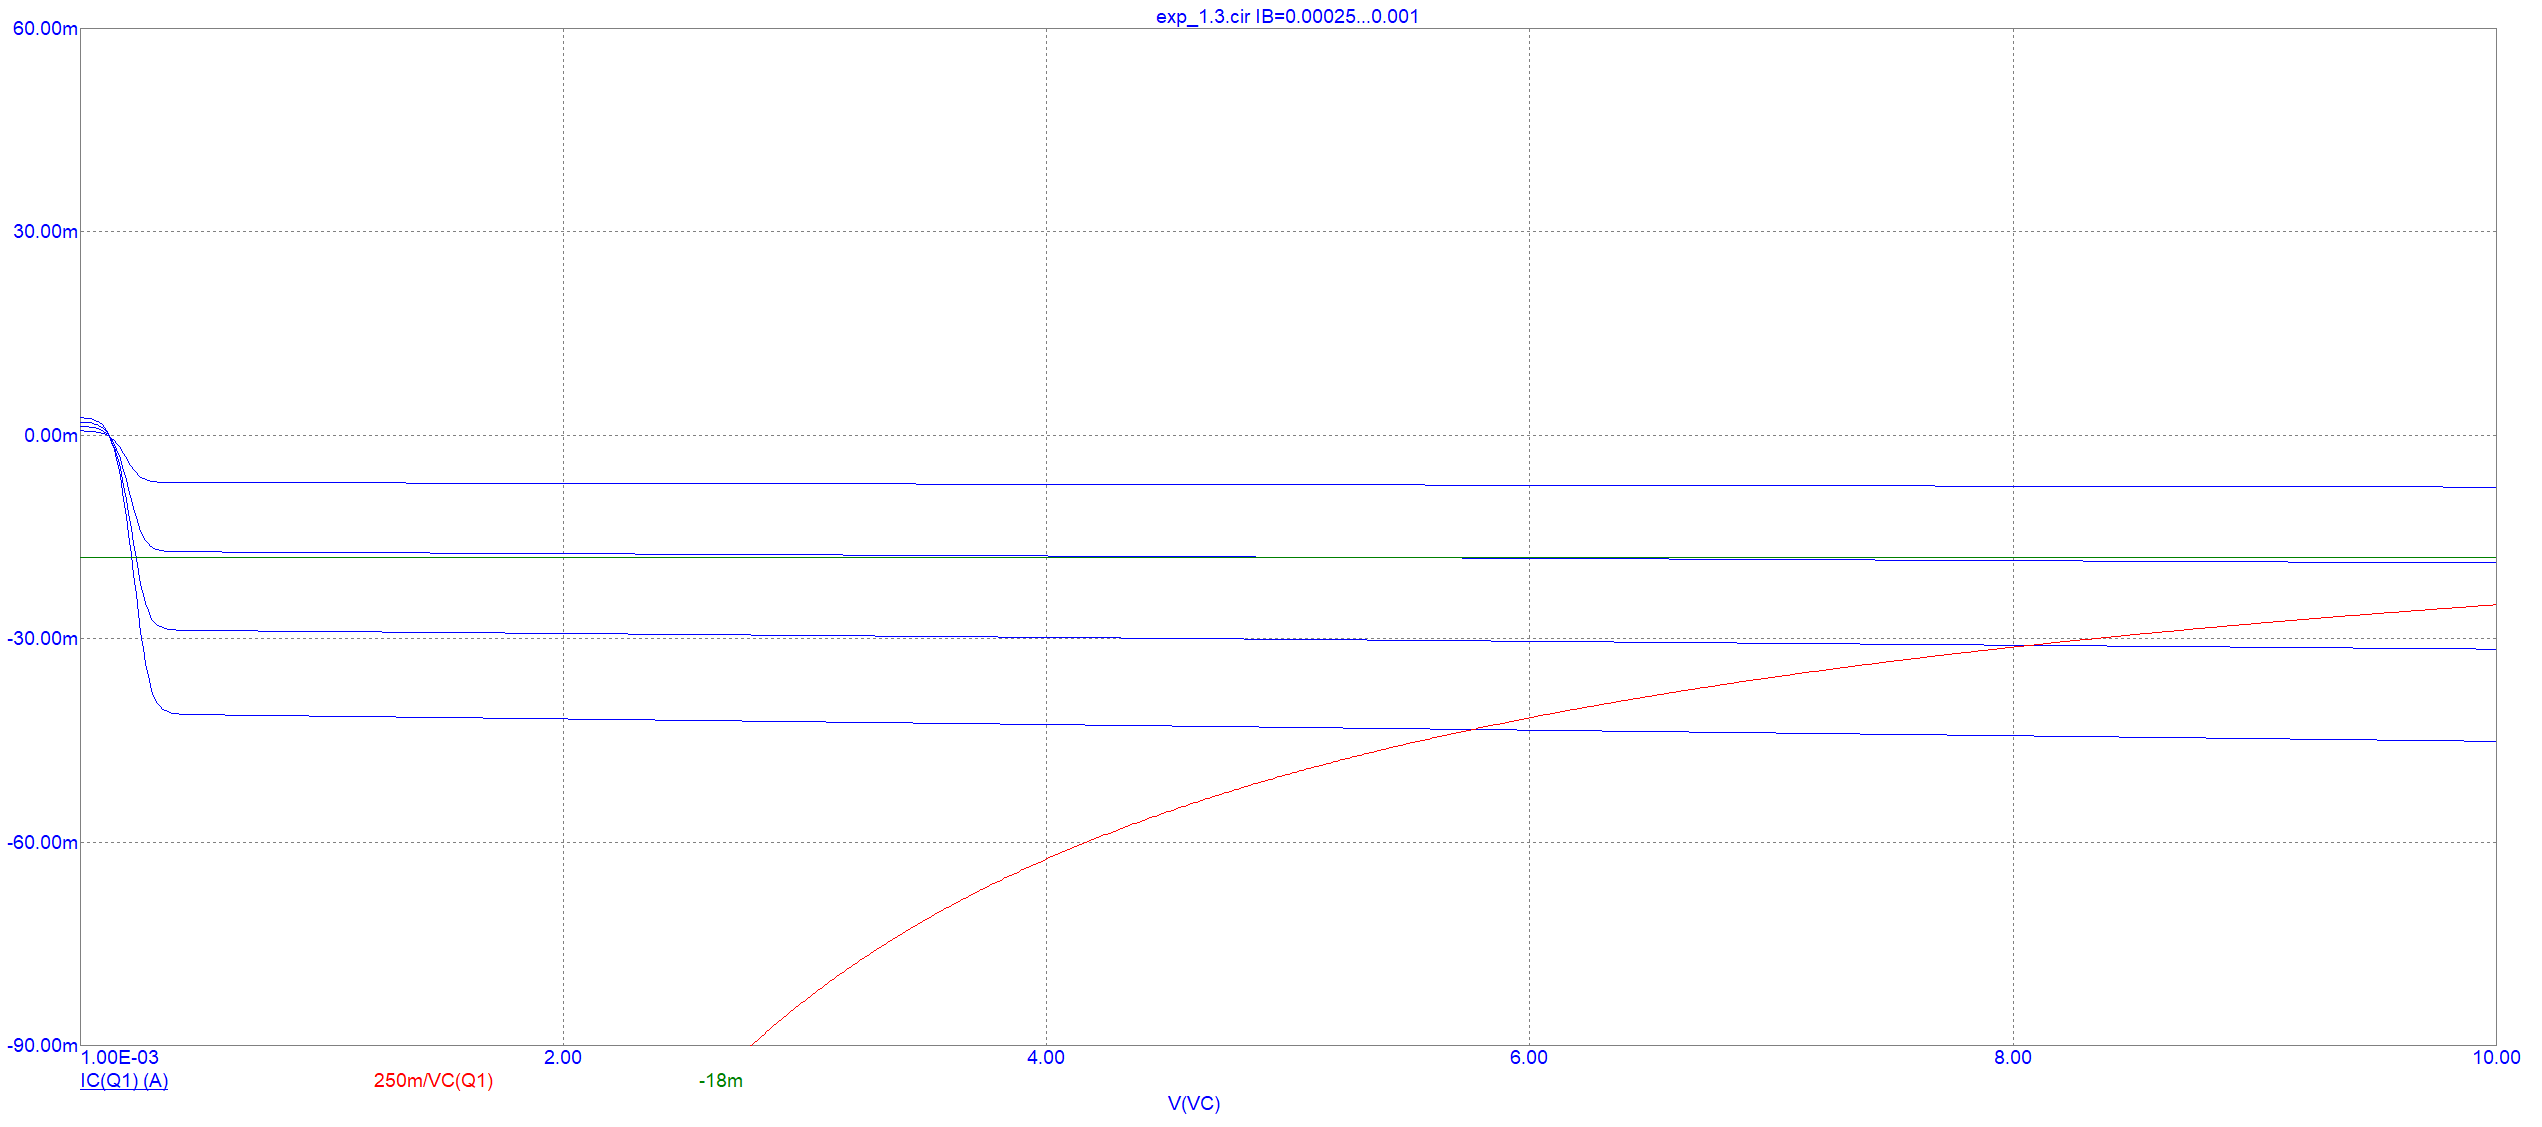 exp_1.3.cir IB=0.00025...0.001
60.00m
30.00m
0.00m
-30.00m
-60.00m
-90.00m
1.00E-03 2.00 4.00 6.00 8.00 10.00
IC(Q1) (A) 250m/VC(Q1) -18m
V(VC)